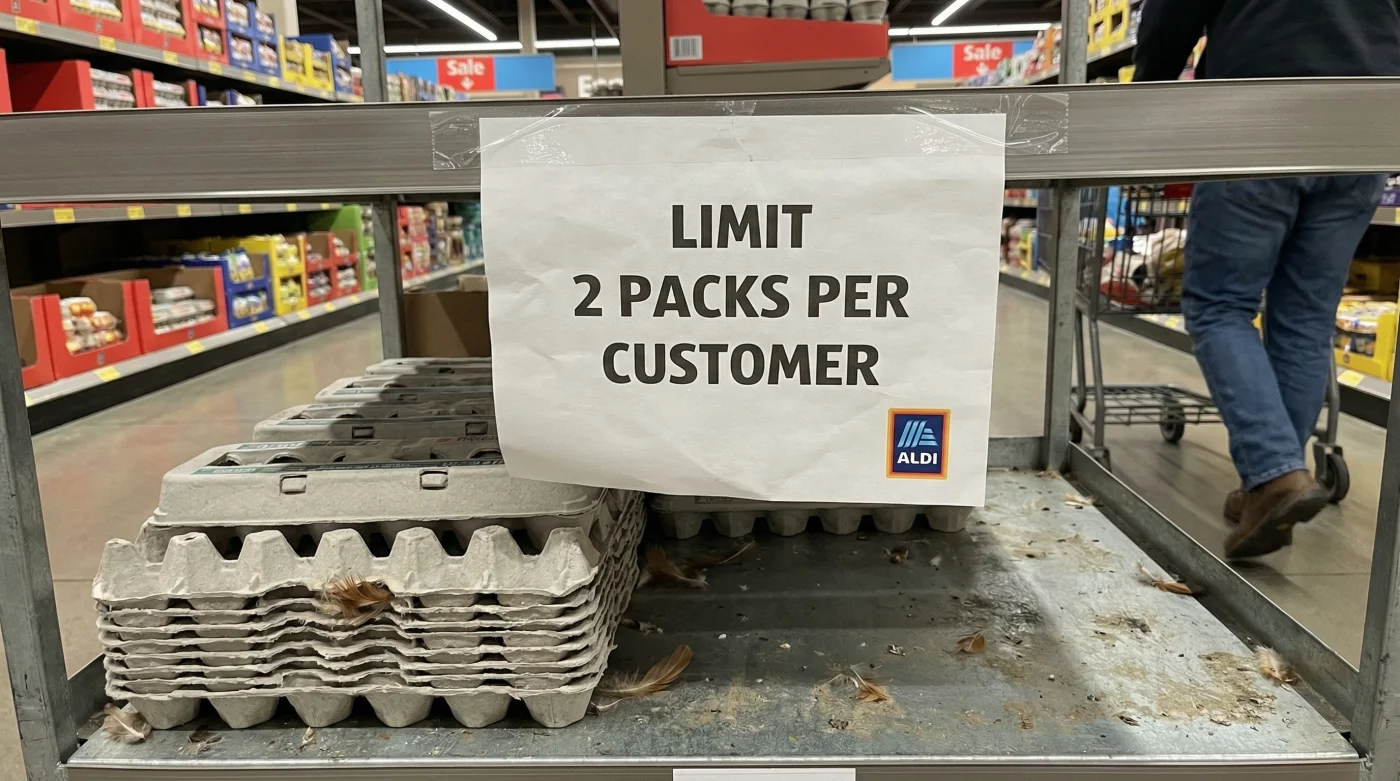 Sale
Sale
LIMIT
2 PACKS PER
CUSTOMER
ALDI